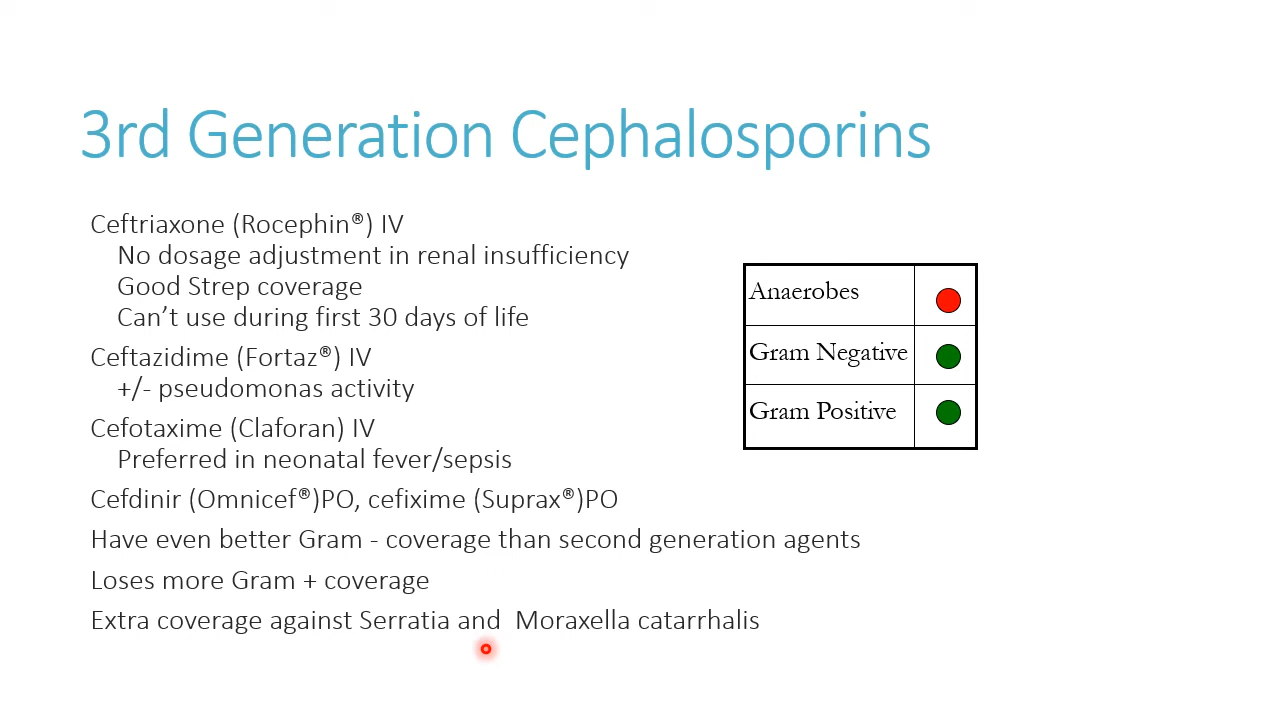 3rd Generation Cephalosporins
Ceftriaxone (Rocephin®) IV
No dosage adjustment in renal insufficiency
Good Strep coverage
Can’t use during first 30 days of life
Ceftazidime (Fortaz®) IV
+/- pseudomonas activity
Cefotaxime (Claforan) IV
Preferred in neonatal fever/sepsis
Cefdinir (Omnicef®)PO, cefixime (Suprax®)PO
Have even better Gram - coverage than second generation agents
Loses more Gram + coverage
Extra coverage against Serratia and  Moraxella catarrhalis
Anaerobes
Gram Negative
Gram Positive